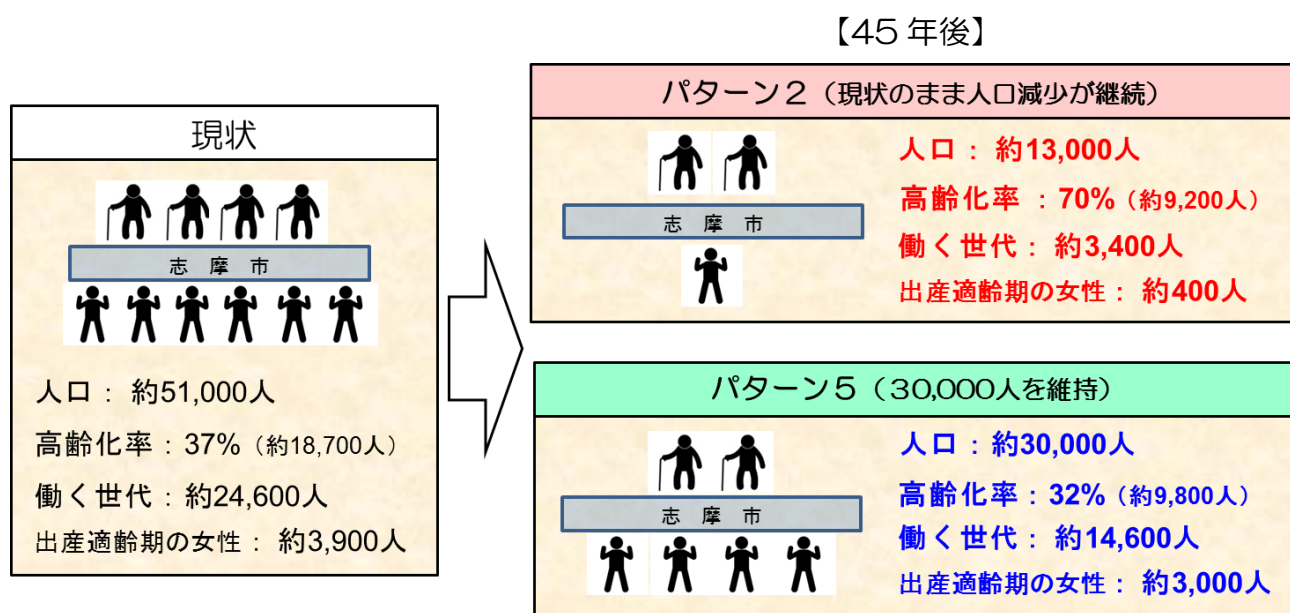 【45年後】
現状
志摩市
人口：約51,000人
高齢化率：37%（約18,700人）
働く世代：約24,600人
出産適齢期の女性：約3,900人
パターン2（現状のまま人口減少が継続）
志摩市
人口：約13,000人
高齢化率：70%（約9,200人）
働く世代：約3,400人
出産適齢期の女性：約400人
パターン5（30,000人を維持）
志摩市
人口：約30,000人
高齢化率：32%（約9,800人）
働く世代：約14,600人
出産適齢期の女性：約3,000人